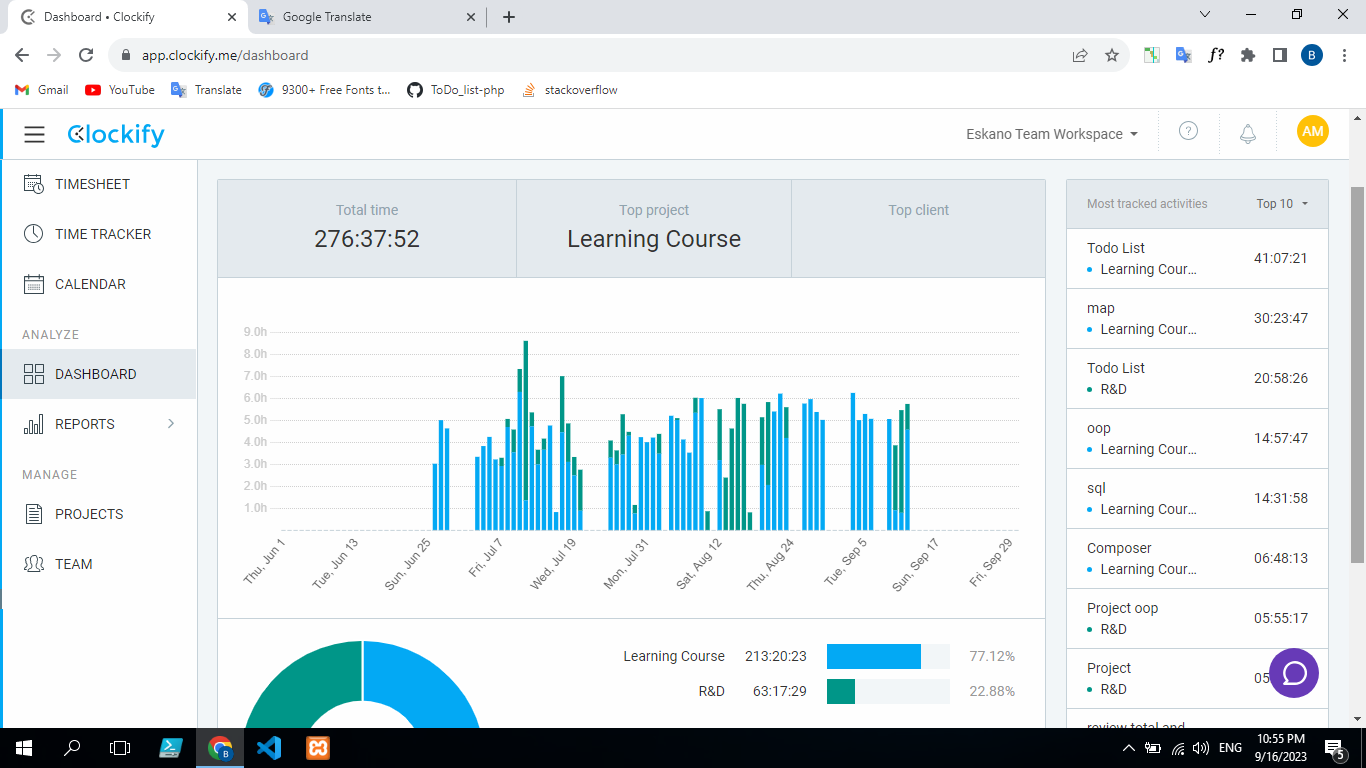 Dashboard • Clockify
Google Translate
app.clockify.me/dashboard
f?
B
Gmail
YouTube
Translate
9300+ Free Fonts t...
ToDo_list-php
stackoverflow
Clockify
Eskano Team Workspace
?
AM
TIMESHEET
TIME TRACKER
CALENDAR
ANALYZE
DASHBOARD
REPORTS
MANAGE
PROJECTS
TEAM
Total time
276:37:52
Top project
Learning Course
Top client
9.0h
8.0h
7.0h
6.0h
5.0h
4.0h
3.0h
2.0h
1.0h
Thu, Jun 1
Tue, Jun 13
Sun, Jun 25
Fri, Jul 7
Wed, Jul 19
Mon, Jul 31
Sat, Aug 12
Thu, Aug 24
Tue, Sep 5
Sun, Sep 17
Fri, Sep 29
Learning Course 213:20:23 77.12%
R&D 63:17:29 22.88%
Most tracked activities Top 10
Todo List
Learning Cour... 41:07:21
map
Learning Cour... 30:23:47
Todo List
R&D 20:58:26
oop
Learning Cour... 14:57:47
sql
Learning Cour... 14:31:58
Composer
Learning Cour... 06:48:13
Project oop
R&D 05:55:17
Project
R&D 05
review total and
B
ENG
10:55 PM
9/16/2023
5